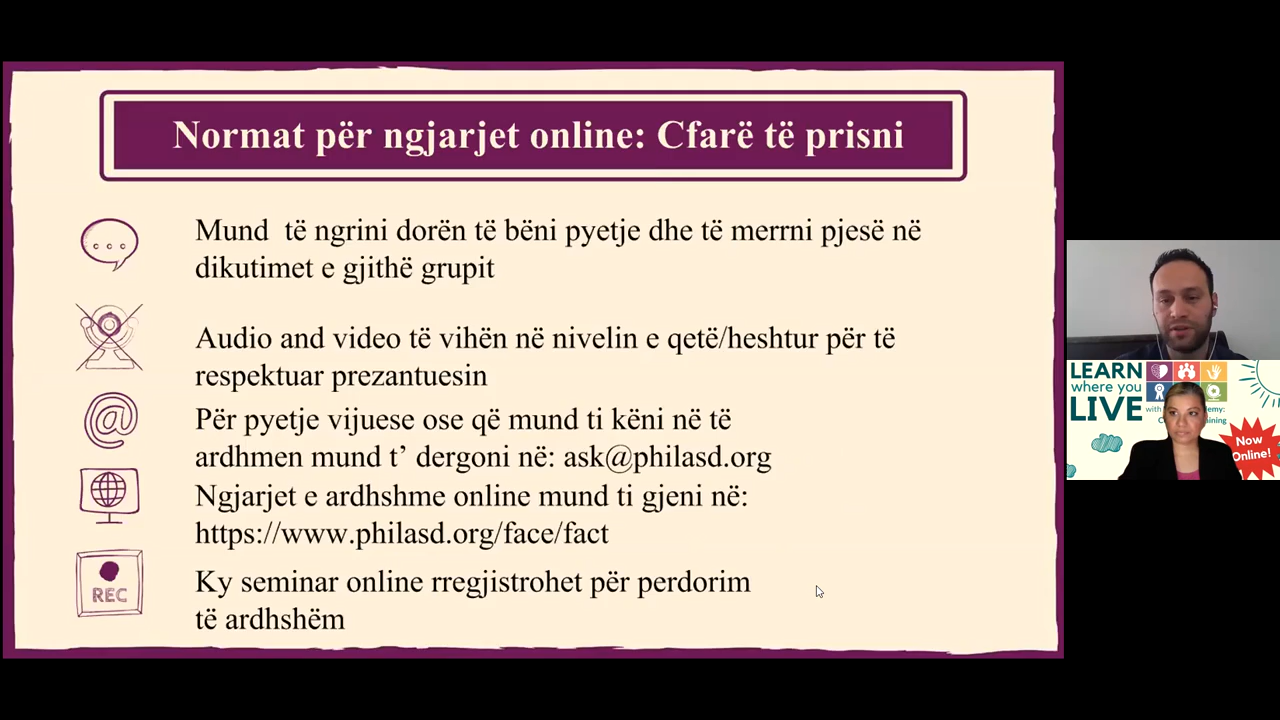 Normat për ngjarjet online: Cfarë të prisni
Mund të ngrini dorën të bëni pyetje dhe të merrni pjesë në
dikutimet e gjithë grupit
Audio and video të vihën në nivelin e qetë/heshtur për të
respektuar prezantuesin
Për pyetje vijuese ose që mund ti këni në të
ardhmen mund t’ dergoni në: ask@philasd.org
Ngjarjet e ardhshme online mund ti gjeni në:
https://www.philasd.org/face/fact
REC
Ky seminar online rregjistrohet për perdorim
të ardhshëm
LEARN
where you
LIVE
with
Now
Online!